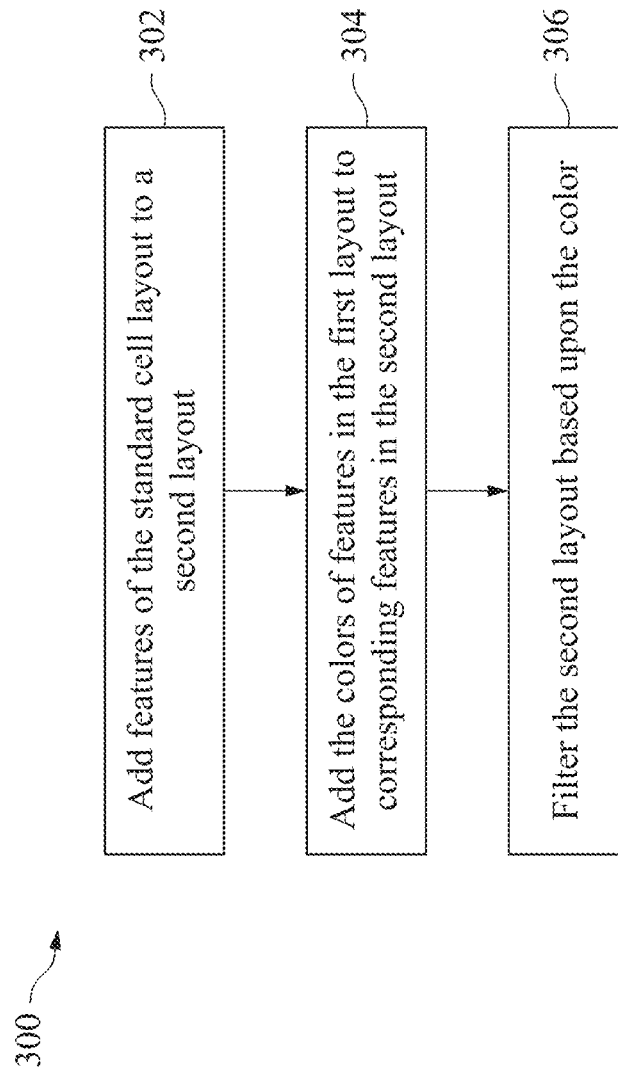 300
Add features of the standard cell layout to a
second layout
302
Add the colors of features in the first layout to
corresponding features in the second layout
304
Filter the second layout based upon the color
306